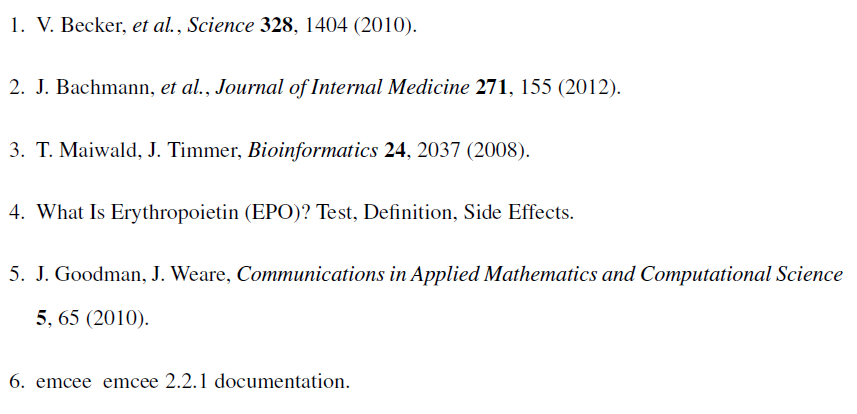 1. V. Becker, et al., Science 328, 1404 (2010).
2. J. Bachmann, et al., Journal of Internal Medicine 271, 155 (2012).
3. T. Maiwald, J. Timmer, Bioinformatics 24, 2037 (2008).
4. What Is Erythropoietin (EPO)? Test, Definition, Side Effects.
5. J. Goodman, J. Weare, Communications in Applied Mathematics and Computational Science
5, 65 (2010).
6. emcee emcee 2.2.1 documentation.